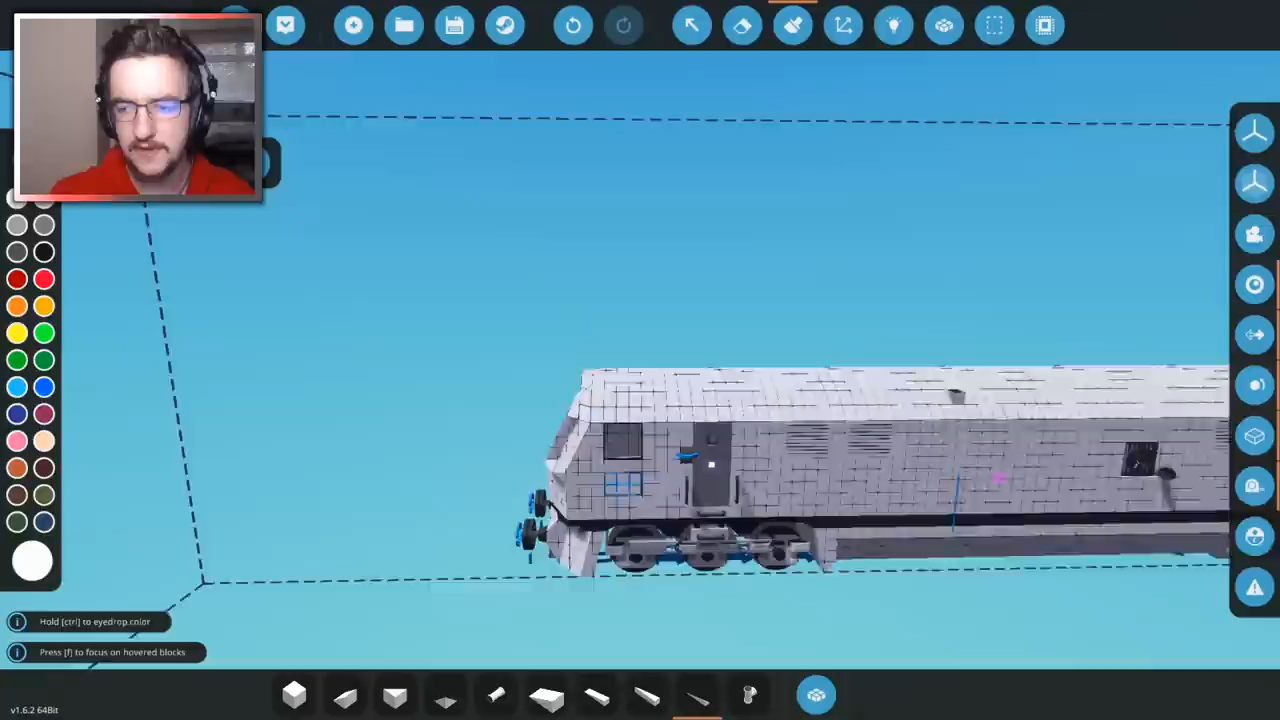 Hold [ctrl] to eyedrop color
Press [f] to focus on hovered blocks
v1.6.2 64Bit